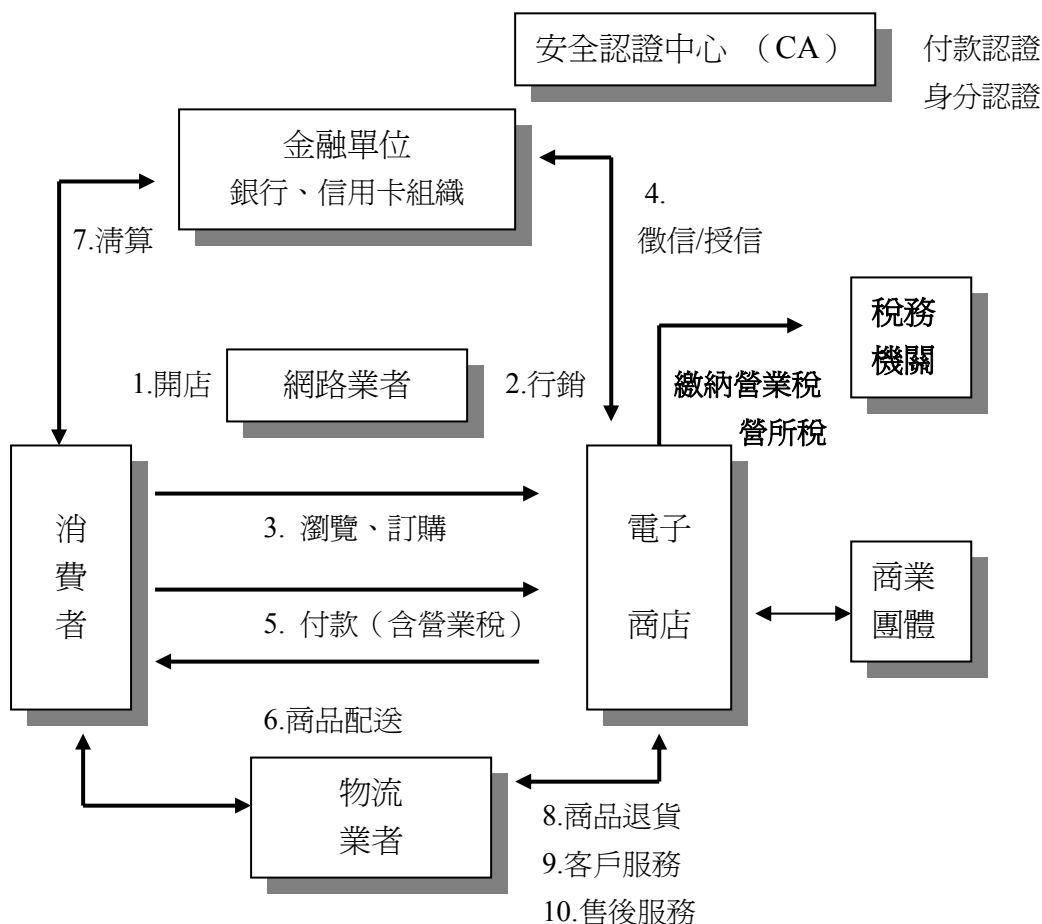 安全認證中心 （CA）
付款認證
身分認證
金融單位
銀行、信用卡組織
4.
徵信/授信
7.清算
稅務
機關
1.開店
網路業者
2.行銷
繳納營業稅
營所稅
消
費
者
3. 瀏覽、訂購
5. 付款（含營業稅）
電子
商店
商業
團體
6.商品配送
物流
業者
8.商品退貨
9.客戶服務
10.售後服務